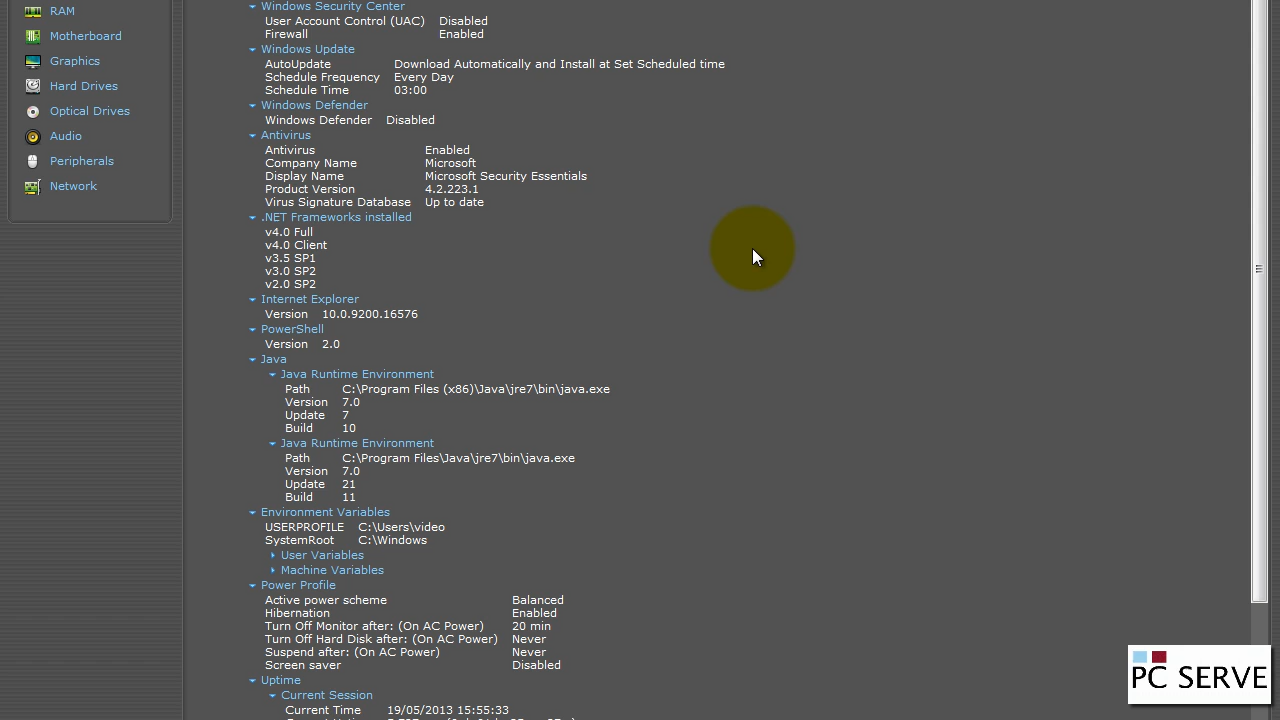 RAM
Motherboard
Graphics
Hard Drives
Optical Drives
Audio
Peripherals
Network
Windows Security Center
User Account Control (UAC) Disabled
Firewall Enabled
Windows Update
AutoUpdate Download Automatically and Install at Set Scheduled time
Schedule Frequency Every Day
Schedule Time 03:00
Windows Defender
Windows Defender Disabled
Antivirus
Antivirus Enabled
Company Name Microsoft
Display Name Microsoft Security Essentials
Product Version 4.2.223.1
Virus Signature Database Up to date
.NET Frameworks installed
v4.0 Full
v4.0 Client
v3.5 SP1
v3.0 SP2
v2.0 SP2
Internet Explorer
Version 10.0.9200.16576
PowerShell
Version 2.0
Java
Java Runtime Environment
Path C:\Program Files (x86)\Java\jre7\bin\java.exe
Version 7.0
Update 7
Build 10
Java Runtime Environment
Path C:\Program Files\Java\jre7\bin\java.exe
Version 7.0
Update 21
Build 11
Environment Variables
USERPROFILE C:\Users\video
SystemRoot C:\Windows
User Variables
Machine Variables
Power Profile
Active power scheme Balanced
Hibernation Enabled
Turn Off Monitor after: (On AC Power) 20 min
Turn Off Hard Disk after: (On AC Power) Never
Suspend after: (On AC Power) Never
Screen saver Disabled
Uptime
Current Session
Current Time 19/05/2013 15:55:33
PC SERVE